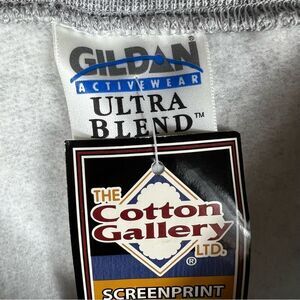 GILDAN®
ACTIVEWEAR
ULTRA
BLEND™
THE
Cotton
Gallery
LTD.
®
SCREENPRINT